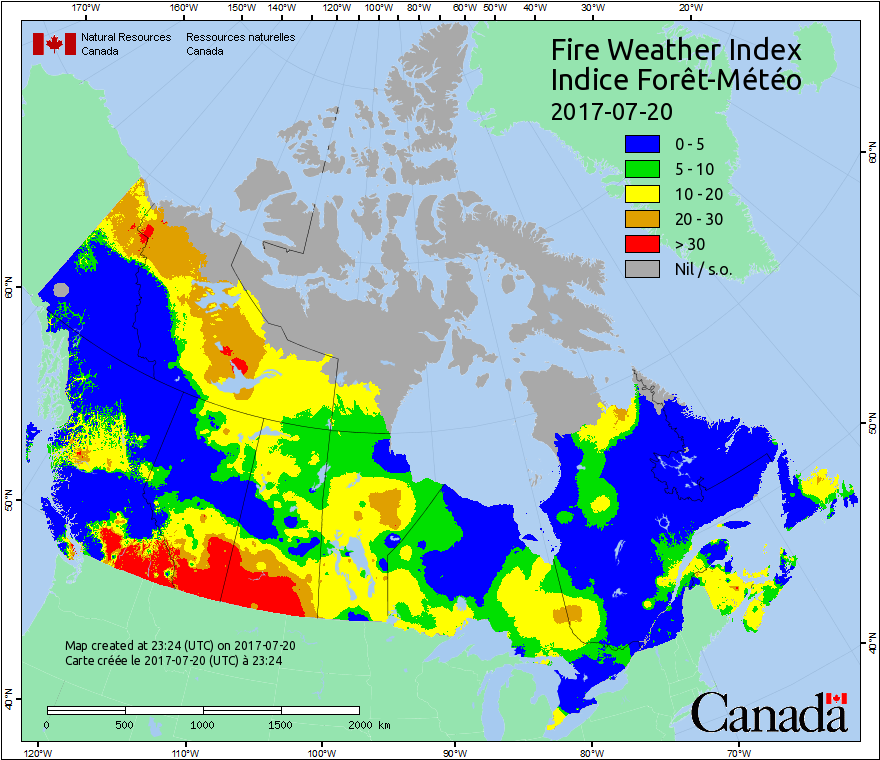 170°W 160°W 150°W 140°W 120°W 100°W 80°W 60°W 50°W 40°W 30°W 20°W
Natural Resources Ressources naturelles
Canada Canada
Fire Weather Index
Indice Forêt-Météo
2017-07-20
0 - 5
5 - 10
10 - 20
20 - 30
> 30
Nil / s.o.
60°N
60°N
50°N
50°N
40°N
40°N
Map created at 23:24 (UTC) on 2017-07-20
Carte créée le 2017-07-20 (UTC) à 23:24
0 500 1000 1500 2000 km
Canada
120°W 110°W 100°W 90°W 80°W 70°W